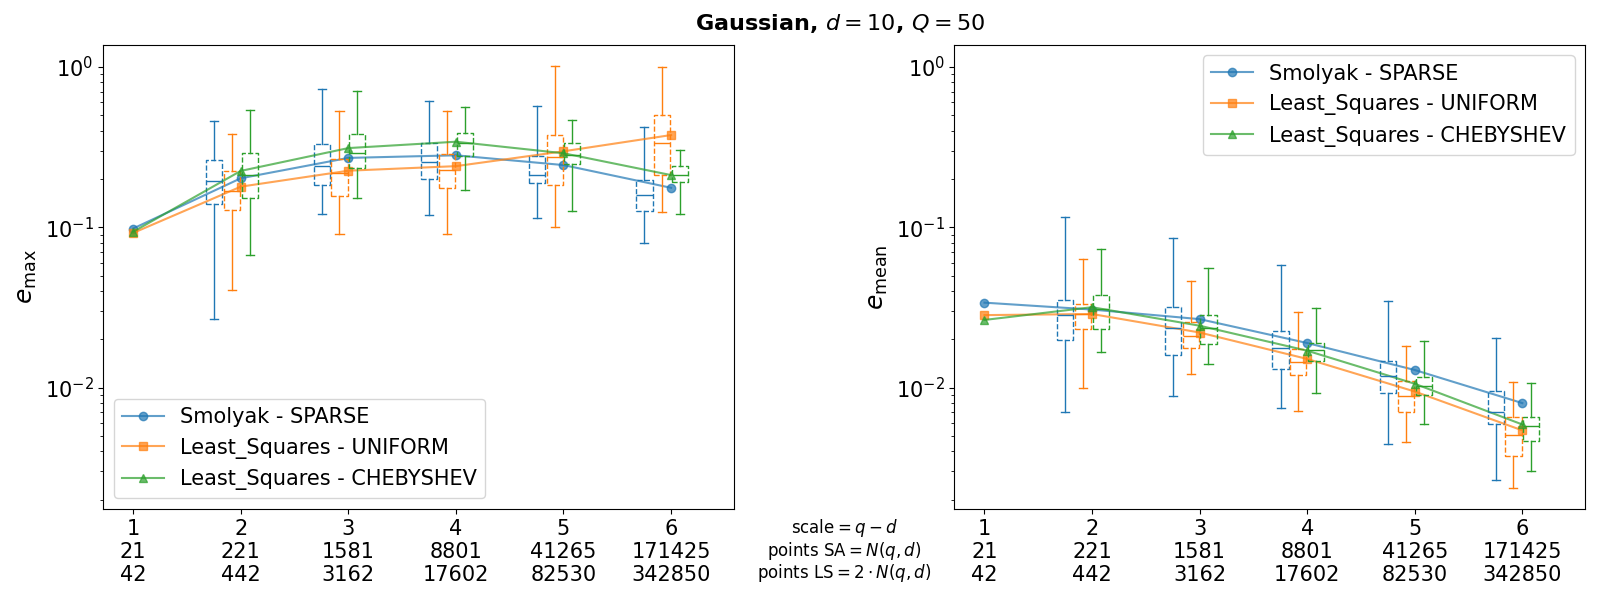 Gaussian, d = 10, Q = 50
10⁰
10⁻¹
10⁻²
e_max
Smolyak - SPARSE
Least_Squares - UNIFORM
Least_Squares - CHEBYSHEV
1 2 3 4 5 6
21 221 1581 8801 41265 171425
42 442 3162 17602 82530 342850
scale = q − d
points SA = N(q, d)
points LS = 2 · N(q, d)
10⁰
10⁻¹
10⁻²
e_mean
Smolyak - SPARSE
Least_Squares - UNIFORM
Least_Squares - CHEBYSHEV
1 2 3 4 5 6
21 221 1581 8801 41265 171425
42 442 3162 17602 82530 342850